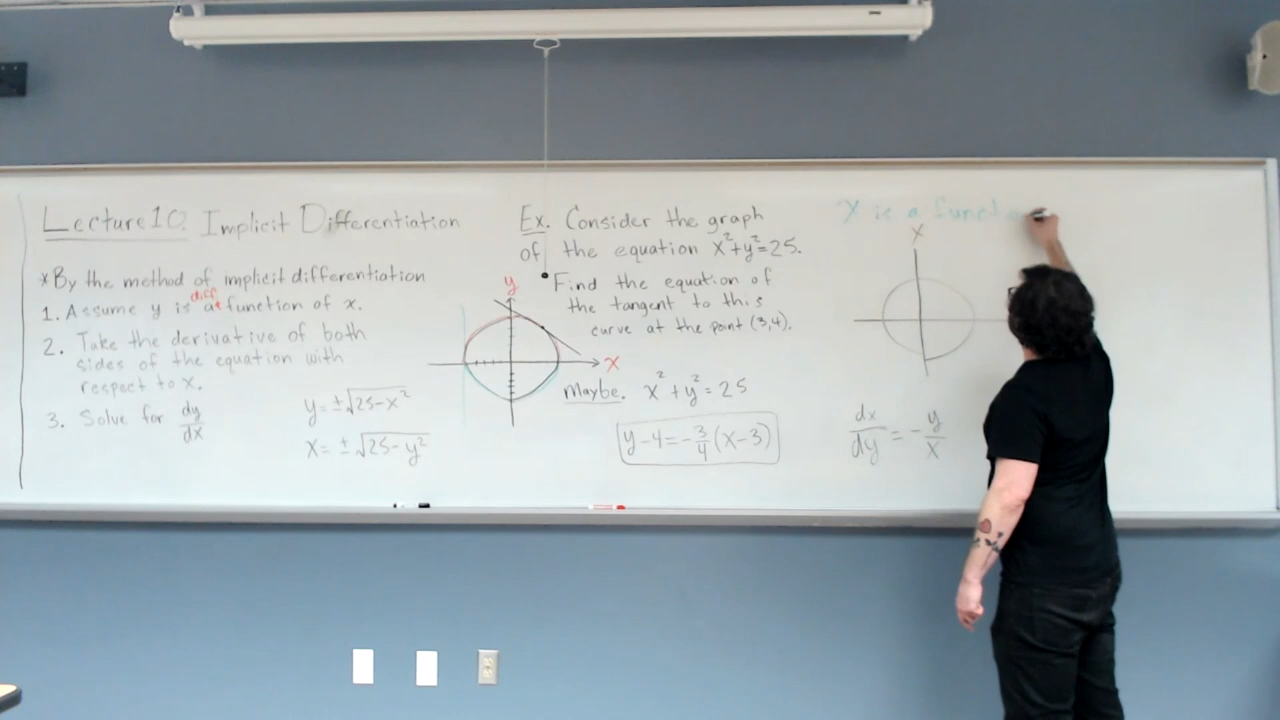 Lecture 10. Implicit Differentiation
*By the method of implicit differentiation
1. Assume y is a diff function of x.
2. Take the derivative of both
sides of the equation with
respect to x.
3. Solve for dy/dx
y=±√25-x²
x=±√25-y²
Ex. Consider the graph
of the equation x²+y²=25.
Find the equation of
the tangent to this
curve at the point (3,4).
y
x
Maybe. x²+y²=25
y-4=-3/4(x-3)
X is a funct
x
dx/dy=-y/x